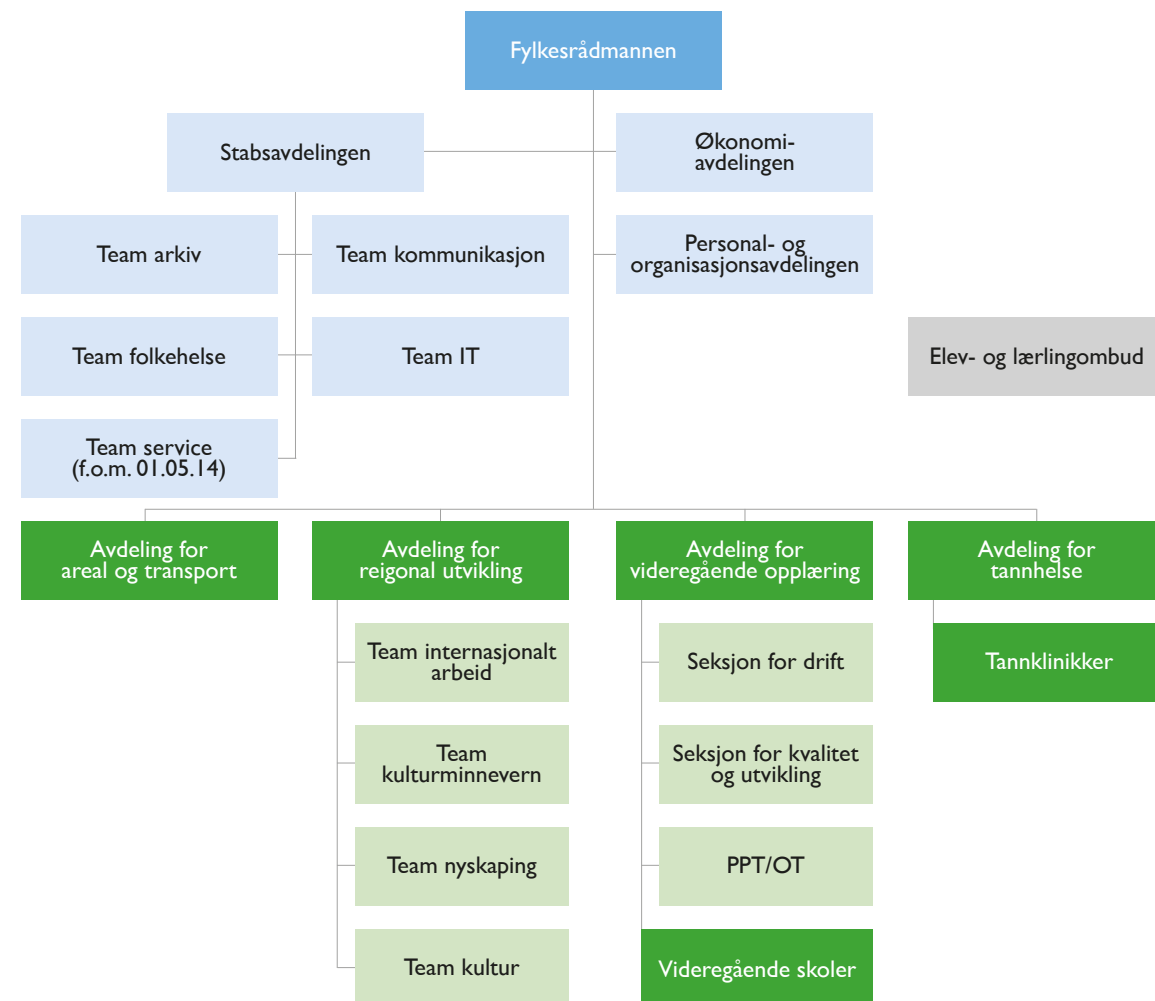 Fylkesrådmannen
Stabsavdelingen
Økonomi-
avdelingen
Team arkiv
Team kommunikasjon
Personal- og
organisasjonsavdelingen
Team folkehelse
Team IT
Elev- og lærlingombud
Team service
(f.o.m. 01.05.14)
Avdeling for
areal og transport
Avdeling for
reigonal utvikling
Avdeling for
videregående opplæring
Avdeling for
tannhelse
Team internasjonalt
arbeid
Seksjon for drift
Tannklinikker
Team
kulturminnevern
Seksjon for kvalitet
og utvikling
Team nyskaping
PPT/OT
Team kultur
Videregående skoler